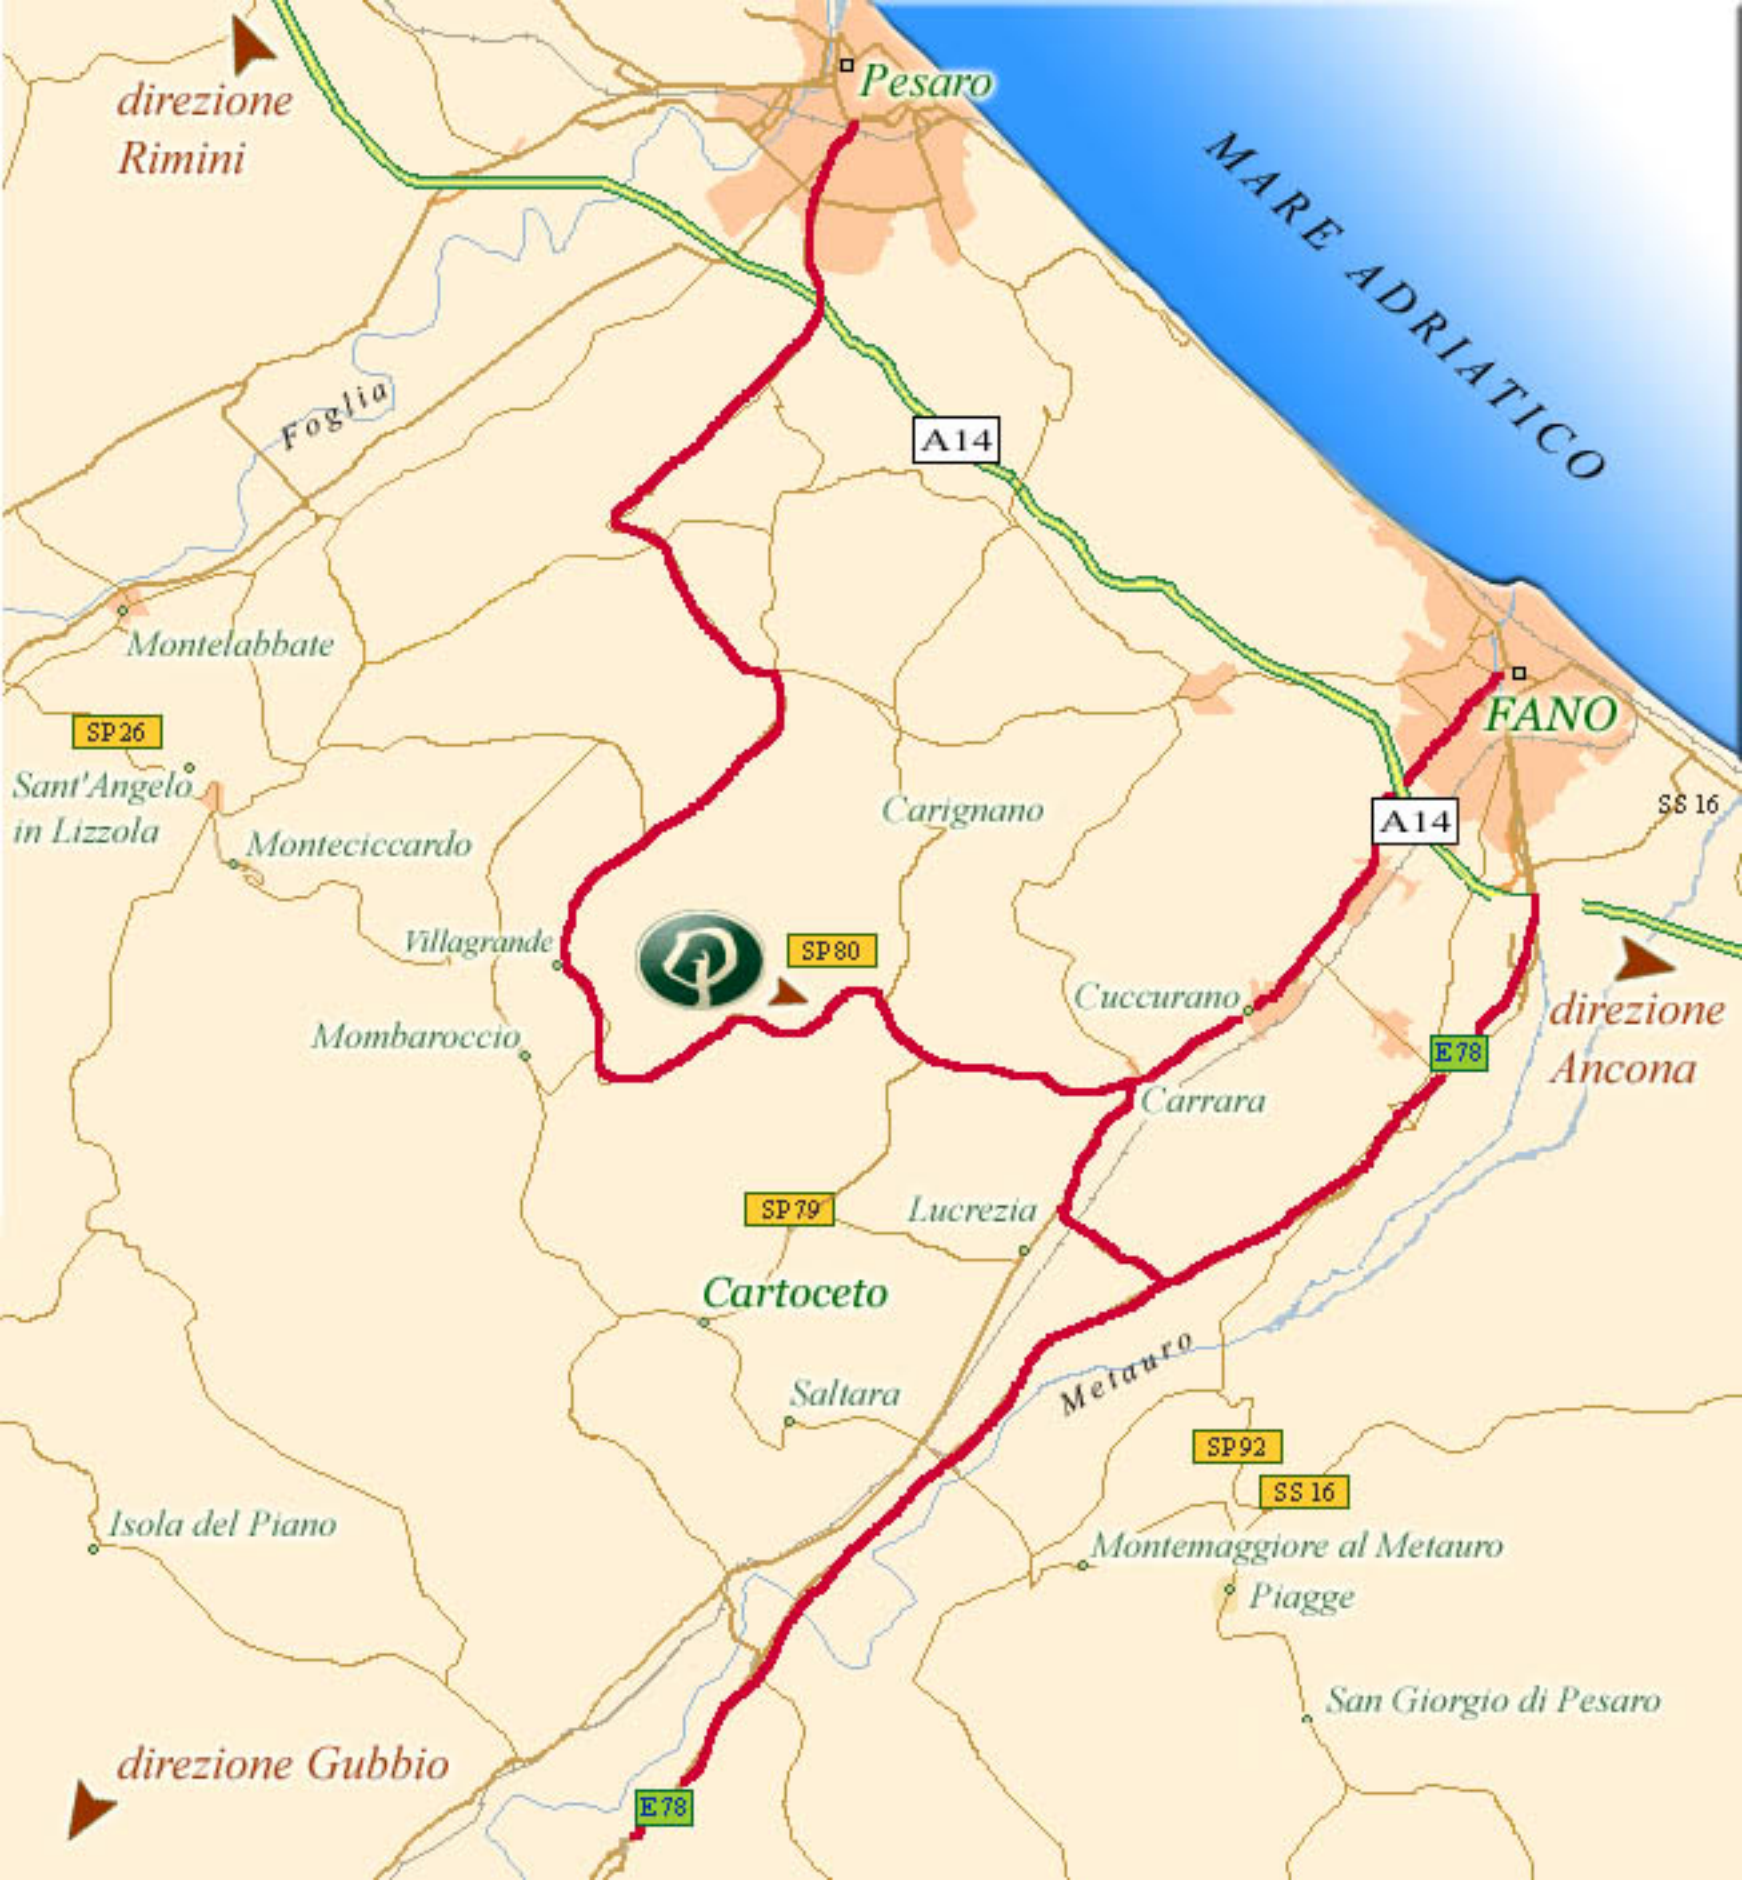 Pesaro
direzione
Rimini
MARE ADRIATICO
Foglia
A14
Montelabbate
SP26
FANO
Sant'Angelo
in Lizzola
SS 16
Carignano
A14
Monteciccardo
Villagrande
SP80
Cuccurano
direzione
Ancona
Mombaroccio
E78
Carrara
SP79
Lucrezia
Cartoceto
Metauro
Saltara
SP92
SS 16
Isola del Piano
Montemaggiore al Metauro
Piagge
San Giorgio di Pesaro
direzione Gubbio
E78